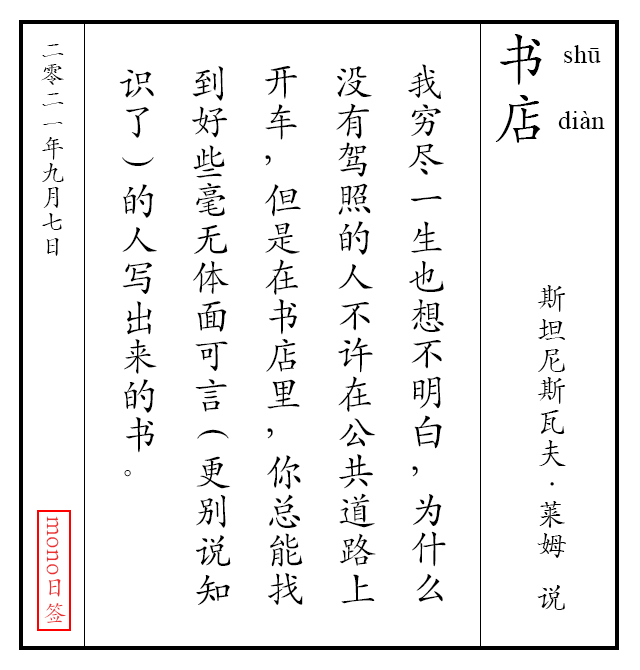 书店
shū diàn
斯坦尼斯瓦夫·莱姆 说
我穷尽一生也想不明白，为什么
没有驾照的人不许在公共道路上
开车，但是在书店里，你总能找
到好些毫无体面可言（更别说知
识了）的人写出来的书。
二零二一年九月七日
mono日签